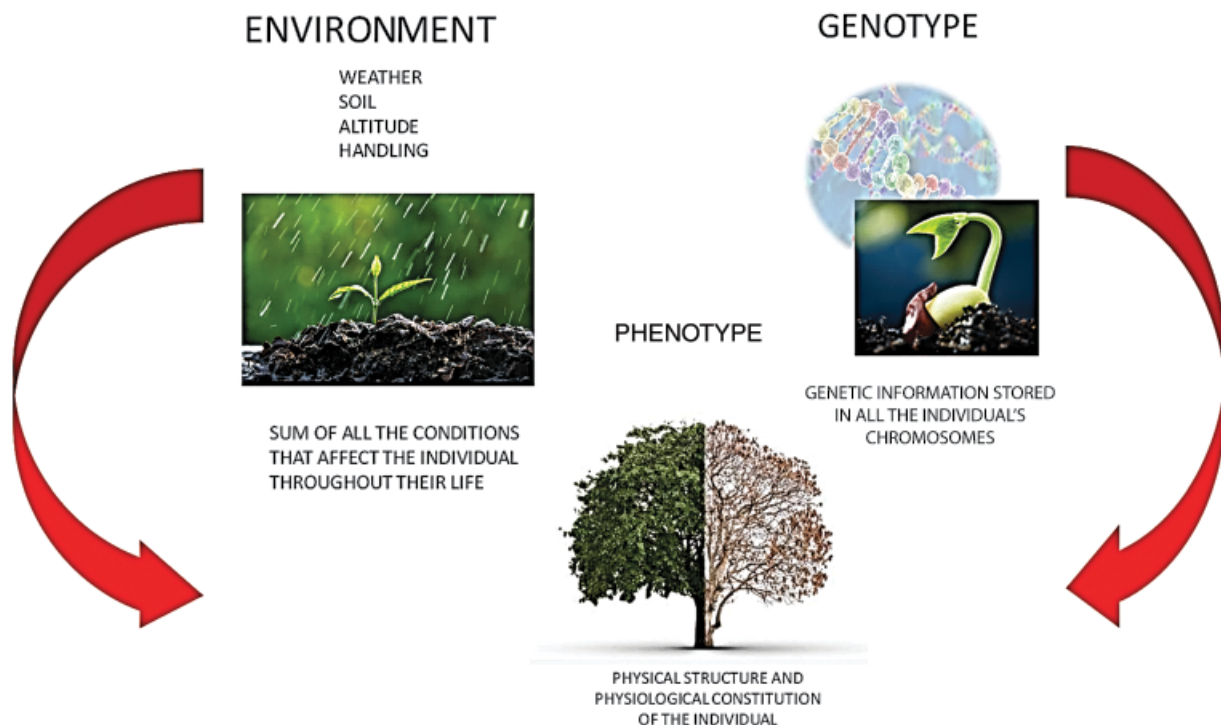 ENVIRONMENT
WEATHER
SOIL
ALTITUDE
HANDLING
SUM OF ALL THE CONDITIONS
THAT AFFECT THE INDIVIDUAL
THROUGHOUT THEIR LIFE
GENOTYPE
GENETIC INFORMATION STORED
IN ALL THE INDIVIDUAL'S
CHROMOSOMES
PHENOTYPE
PHYSICAL STRUCTURE AND
PHYSIOLOGICAL CONSTITUTION
OF THE INDIVIDUAL